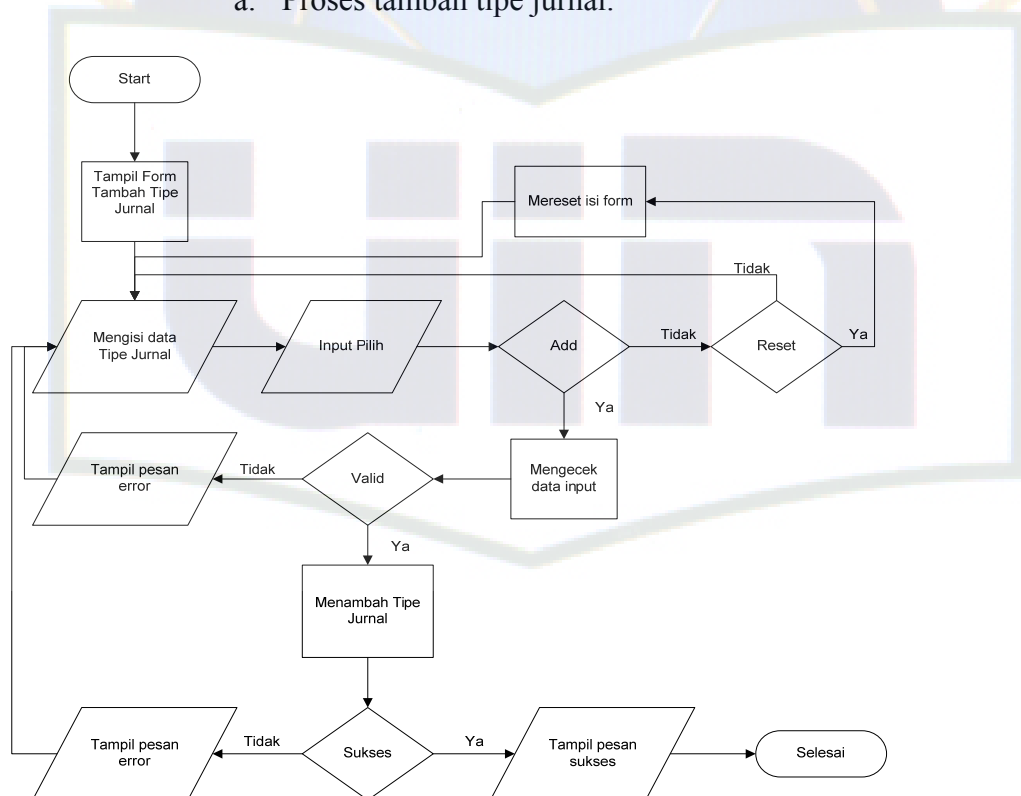 a. Proses tambah tipe jurnal.
Start
Tampil Form
Tambah Tipe
Jurnal
Mereset isi form
Tidak
Mengisi data
Tipe Jurnal
Input Pilih
Add
Tidak
Reset
Ya
Ya
Tampil pesan
error
Tidak
Valid
Mengecek
data input
Ya
Menambah Tipe
Jurnal
Tampil pesan
error
Tidak
Sukses
Ya
Tampil pesan
sukses
Selesai
uin